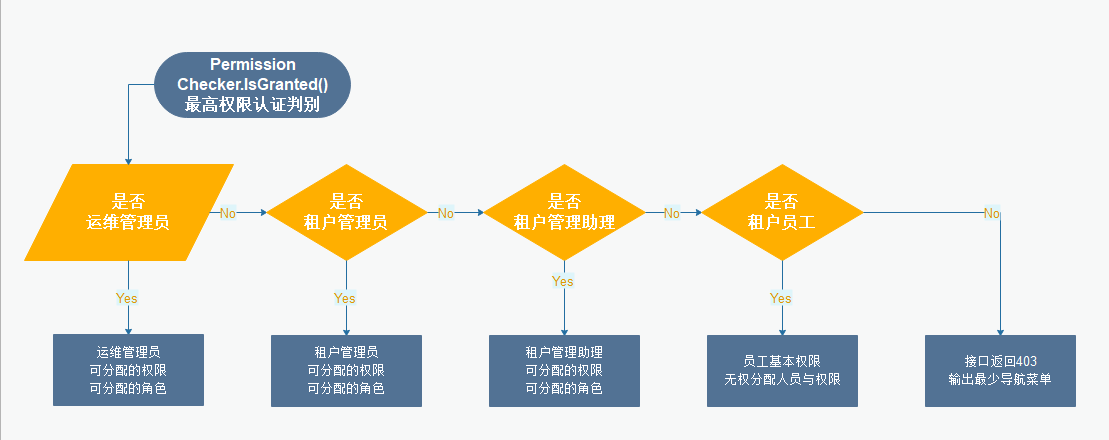 Permission
Checker.IsGranted()
最高权限认证判别
是否
运维管理员
No
是否
租户管理员
No
是否
租户管理助理
No
是否
租户员工
No
Yes
Yes
Yes
Yes
运维管理员
可分配的权限
可分配的角色
租户管理员
可分配的权限
可分配的角色
租户管理助理
可分配的权限
可分配的角色
员工基本权限
无权分配人员与权限
接口返回403
输出最少导航菜单